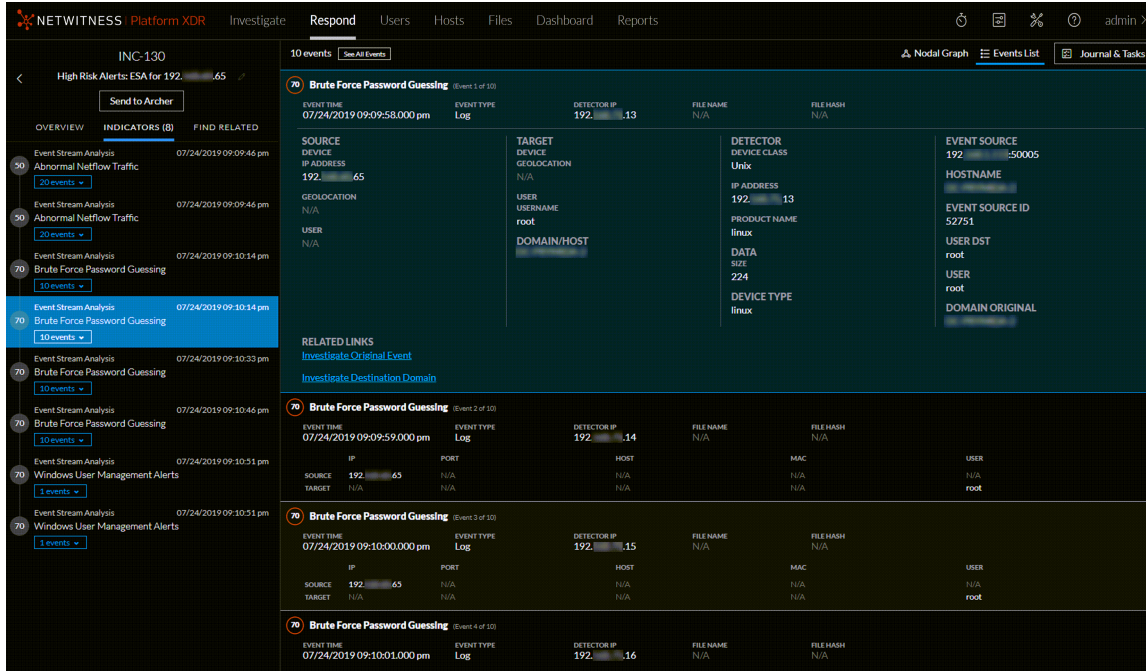 NETWITNESS Platform XDR Investigate Respond Users Hosts Files Dashboard Reports admin
INC-130
High Risk Alerts: ESA for 192. .65
Send to Archer
OVERVIEW INDICATORS (8) FIND RELATED
Event Stream Analysis 07/24/2019 09:09:46 pm
50 Abnormal Netflow Traffic
20 events
Event Stream Analysis 07/24/2019 09:09:46 pm
50 Abnormal Netflow Traffic
20 events
Event Stream Analysis 07/24/2019 09:10:14 pm
70 Brute Force Password Guessing
10 events
Event Stream Analysis 07/24/2019 09:10:14 pm
70 Brute Force Password Guessing
10 events
Event Stream Analysis 07/24/2019 09:10:33 pm
70 Brute Force Password Guessing
10 events
Event Stream Analysis 07/24/2019 09:10:46 pm
70 Brute Force Password Guessing
10 events
Event Stream Analysis 07/24/2019 09:10:51 pm
70 Windows User Management Alerts
1 events
Event Stream Analysis 07/24/2019 09:10:51 pm
70 Windows User Management Alerts
1 events
10 events See All Events Nodal Graph Events List Journal & Tasks
70 Brute Force Password Guessing (Event 1 of 10)
EVENT TIME EVENT TYPE DETECTOR IP FILE NAME FILE HASH
07/24/2019 09:09:58.000 pm Log 192. .13 N/A N/A
SOURCE
DEVICE
IP ADDRESS
192. .65
GEOLOCATION
N/A
USER
N/A
TARGET
DEVICE
GEOLOCATION
N/A
USER
USERNAME
root
DOMAIN/HOST
DETECTOR
DEVICE CLASS
Unix
IP ADDRESS
192. .13
PRODUCT NAME
linux
DATA
SIZE
224
DEVICE TYPE
linux
EVENT SOURCE
192 :50005
HOSTNAME
EVENT SOURCE ID
52751
USER DST
root
USER
root
DOMAIN ORIGINAL
RELATED LINKS
Investigate Original Event
Investigate Destination Domain
70 Brute Force Password Guessing (Event 2 of 10)
EVENT TIME EVENT TYPE DETECTOR IP FILE NAME FILE HASH
07/24/2019 09:09:59.000 pm Log 192. .14 N/A N/A
IP PORT HOST MAC USER
SOURCE 192. .65 N/A N/A N/A N/A
TARGET N/A N/A N/A N/A root
70 Brute Force Password Guessing (Event 3 of 10)
EVENT TIME EVENT TYPE DETECTOR IP FILE NAME FILE HASH
07/24/2019 09:10:00.000 pm Log 192. .15 N/A N/A
IP PORT HOST MAC USER
SOURCE 192. .65 N/A N/A N/A N/A
TARGET N/A N/A N/A N/A root
70 Brute Force Password Guessing (Event 4 of 10)
EVENT TIME EVENT TYPE DETECTOR IP FILE NAME FILE HASH
07/24/2019 09:10:01.000 pm Log 192. .16 N/A N/A